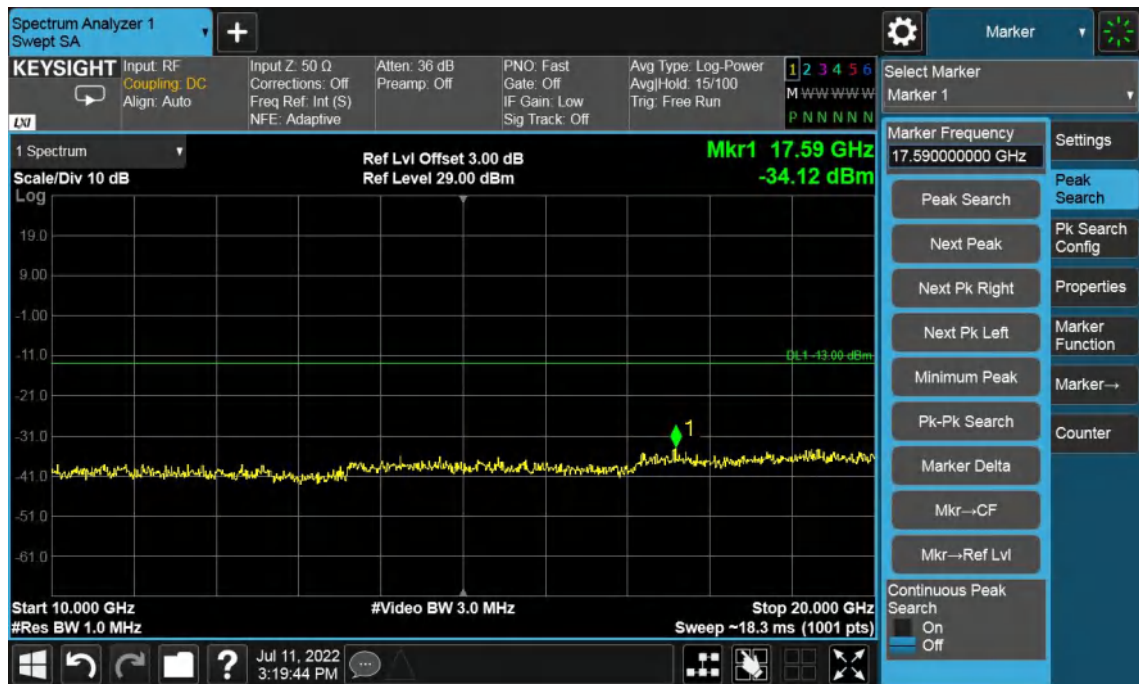 Spectrum Analyzer 1
Swept SA
+
Marker
KEYSIGHT
LXI
Input: RF
Coupling: DC
Align: Auto
Input Z: 50 Ω
Corrections: Off
Freq Ref: Int (S)
NFE: Adaptive
Atten: 36 dB
Preamp: Off
PNO: Fast
Gate: Off
IF Gain: Low
Sig Track: Off
Avg Type: Log-Power
Avg|Hold: 15/100
Trig: Free Run
1 2 3 4 5 6
M W W W W W
P N N N N N
Select Marker
Marker 1
1 Spectrum
Scale/Div 10 dB
Log
Ref Lvl Offset 3.00 dB
Ref Level 29.00 dBm
Mkr1 17.59 GHz
-34.12 dBm
19.0
9.00
-1.00
-11.0
-21.0
-31.0
-41.0
-51.0
-61.0
DL1 -13.00 dBm
1
Start 10.000 GHz
#Res BW 1.0 MHz
#Video BW 3.0 MHz
Stop 20.000 GHz
Sweep ~18.3 ms (1001 pts)
Marker Frequency
17.590000000 GHz
Peak Search
Next Peak
Next Pk Right
Next Pk Left
Minimum Peak
Pk-Pk Search
Marker Delta
Mkr→CF
Mkr→Ref Lvl
Continuous Peak
Search
On
Off
Settings
Peak
Search
Pk Search
Config
Properties
Marker
Function
Marker→
Counter
?
Jul 11, 2022
3:19:44 PM